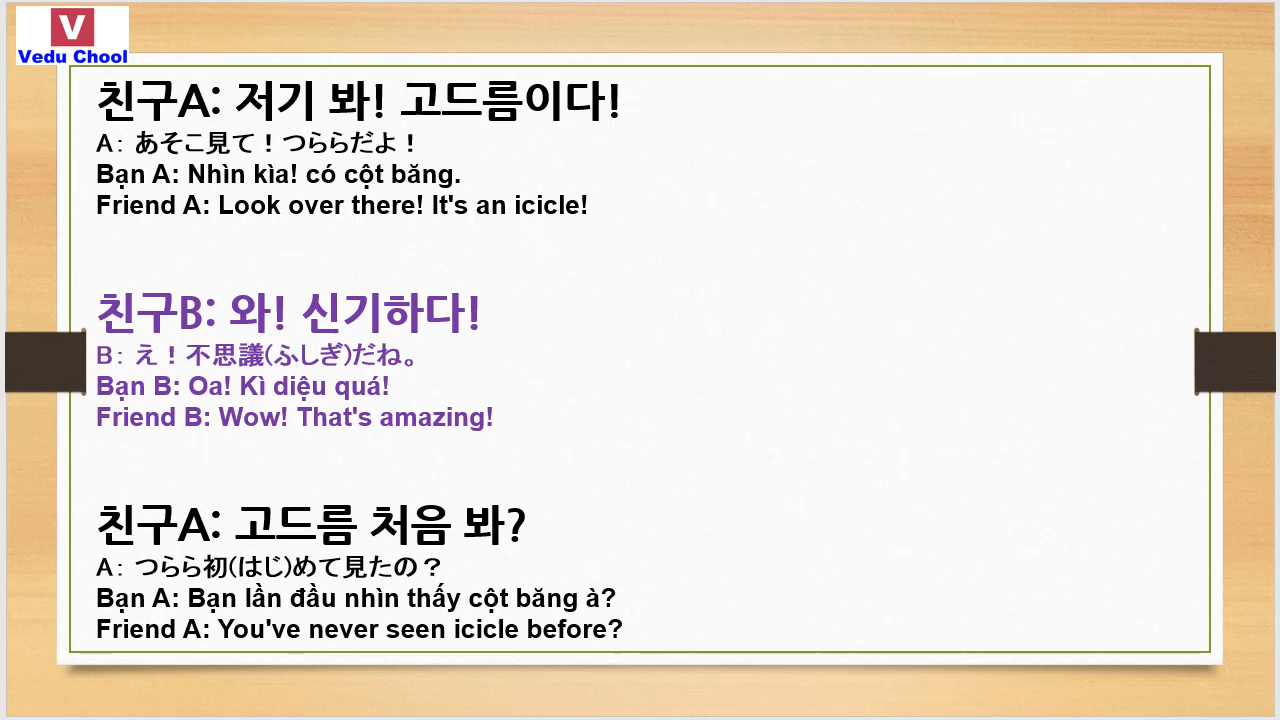 V
Vedu Chool
친구A: 저기 봐! 고드름이다!
A： あそこ見て！つららだよ！
Bạn A: Nhìn kìa! có cột băng.
Friend A: Look over there! It's an icicle!
친구B: 와! 신기하다!
B： え！不思議(ふしぎ)だね。
Bạn B: Oa! Kì diệu quá!
Friend B: Wow! That's amazing!
친구A: 고드름 처음 봐?
A： つらら初(はじ)めて見たの？
Bạn A: Bạn lần đầu nhìn thấy cột băng à?
Friend A: You've never seen icicle before?